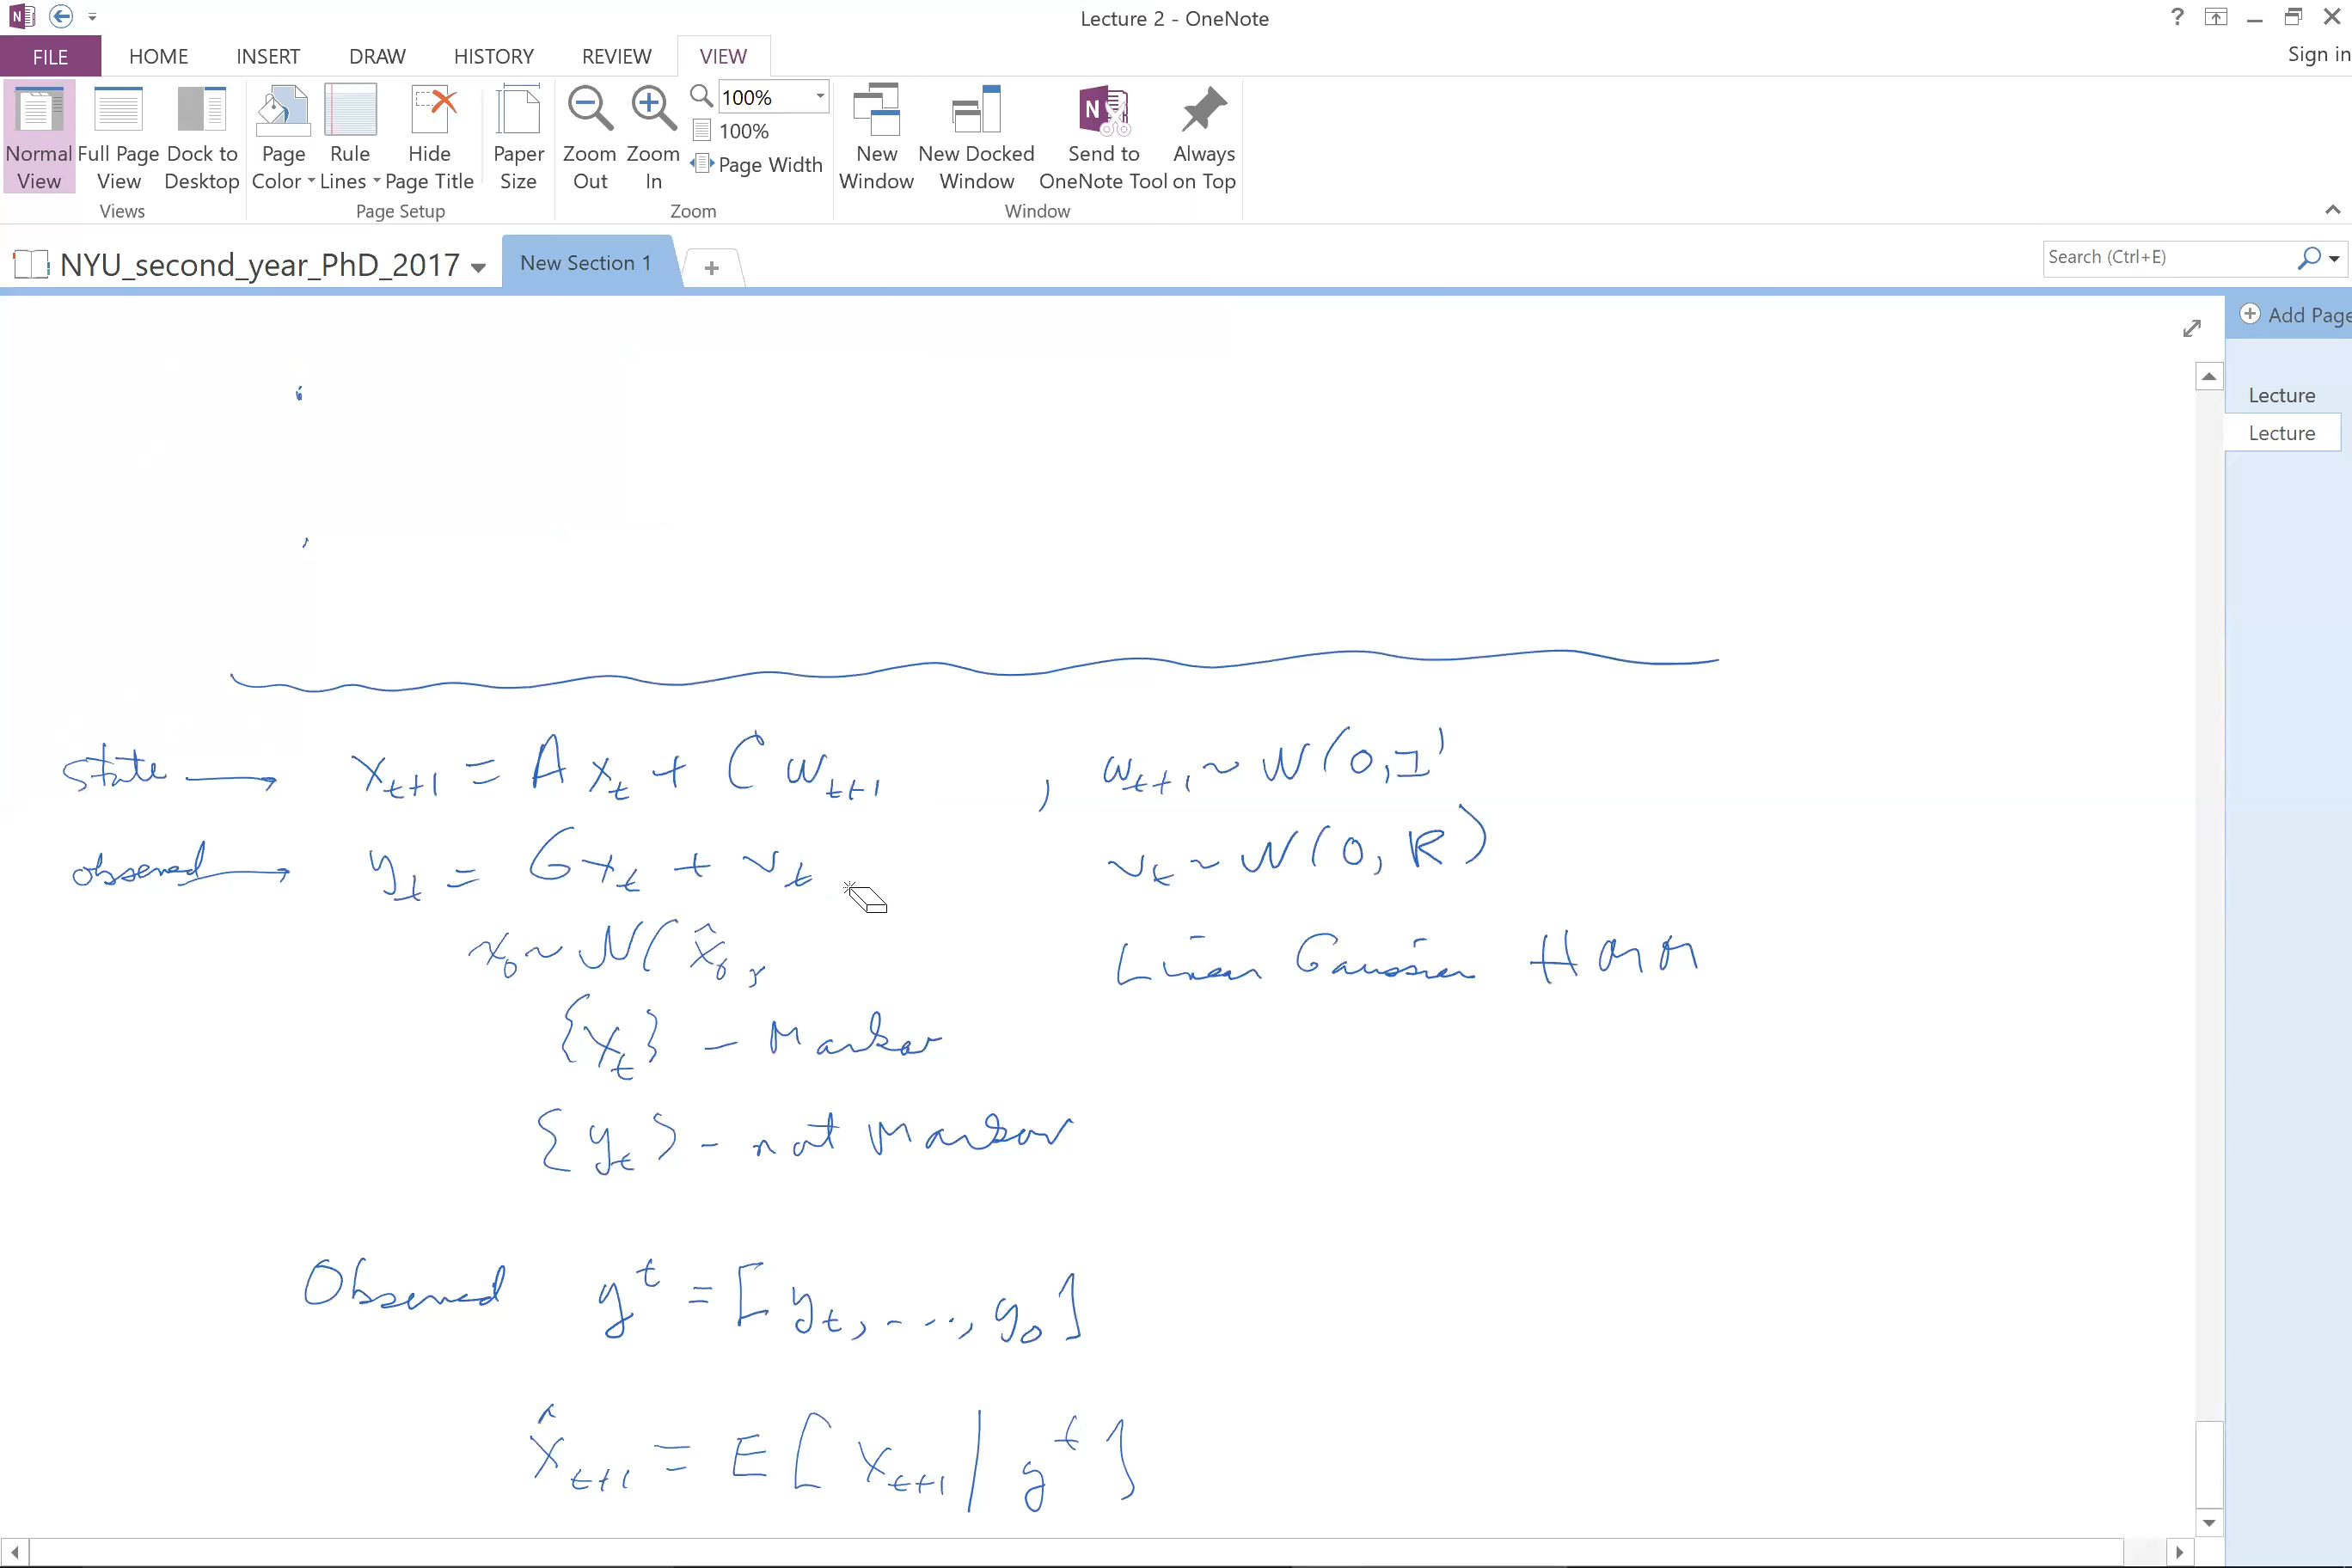 Lecture 2 - OneNote
?
Sign in
FILE HOME INSERT DRAW HISTORY REVIEW VIEW
Normal View
Full Page View
Dock to Desktop
Views
Page Color
Rule Lines
Hide Page Title
Paper Size
Page Setup
Zoom Out
Zoom In
100%
100%
Page Width
Zoom
New Window
New Docked Window
Send to OneNote Tool
Always on Top
Window
NYU_second_year_PhD_2017
New Section 1
+
Search (Ctrl+E)
Add Page
Lecture
Lecture
state → x_{t+1} = A x_t + C w_{t+1} , w_{t+1} ~ N(0, I)
observed → y_t = G x_t + v_t v_t ~ N(0, R)
x_0 ~ N( x̂_0, Linear Gaussian HMM
{x_t} – Markov
{y_t} – not Markov
Observed y^t = [y_t, ..., y_0]
x̂_{t+1} = E[ x_{t+1} | y^t ]